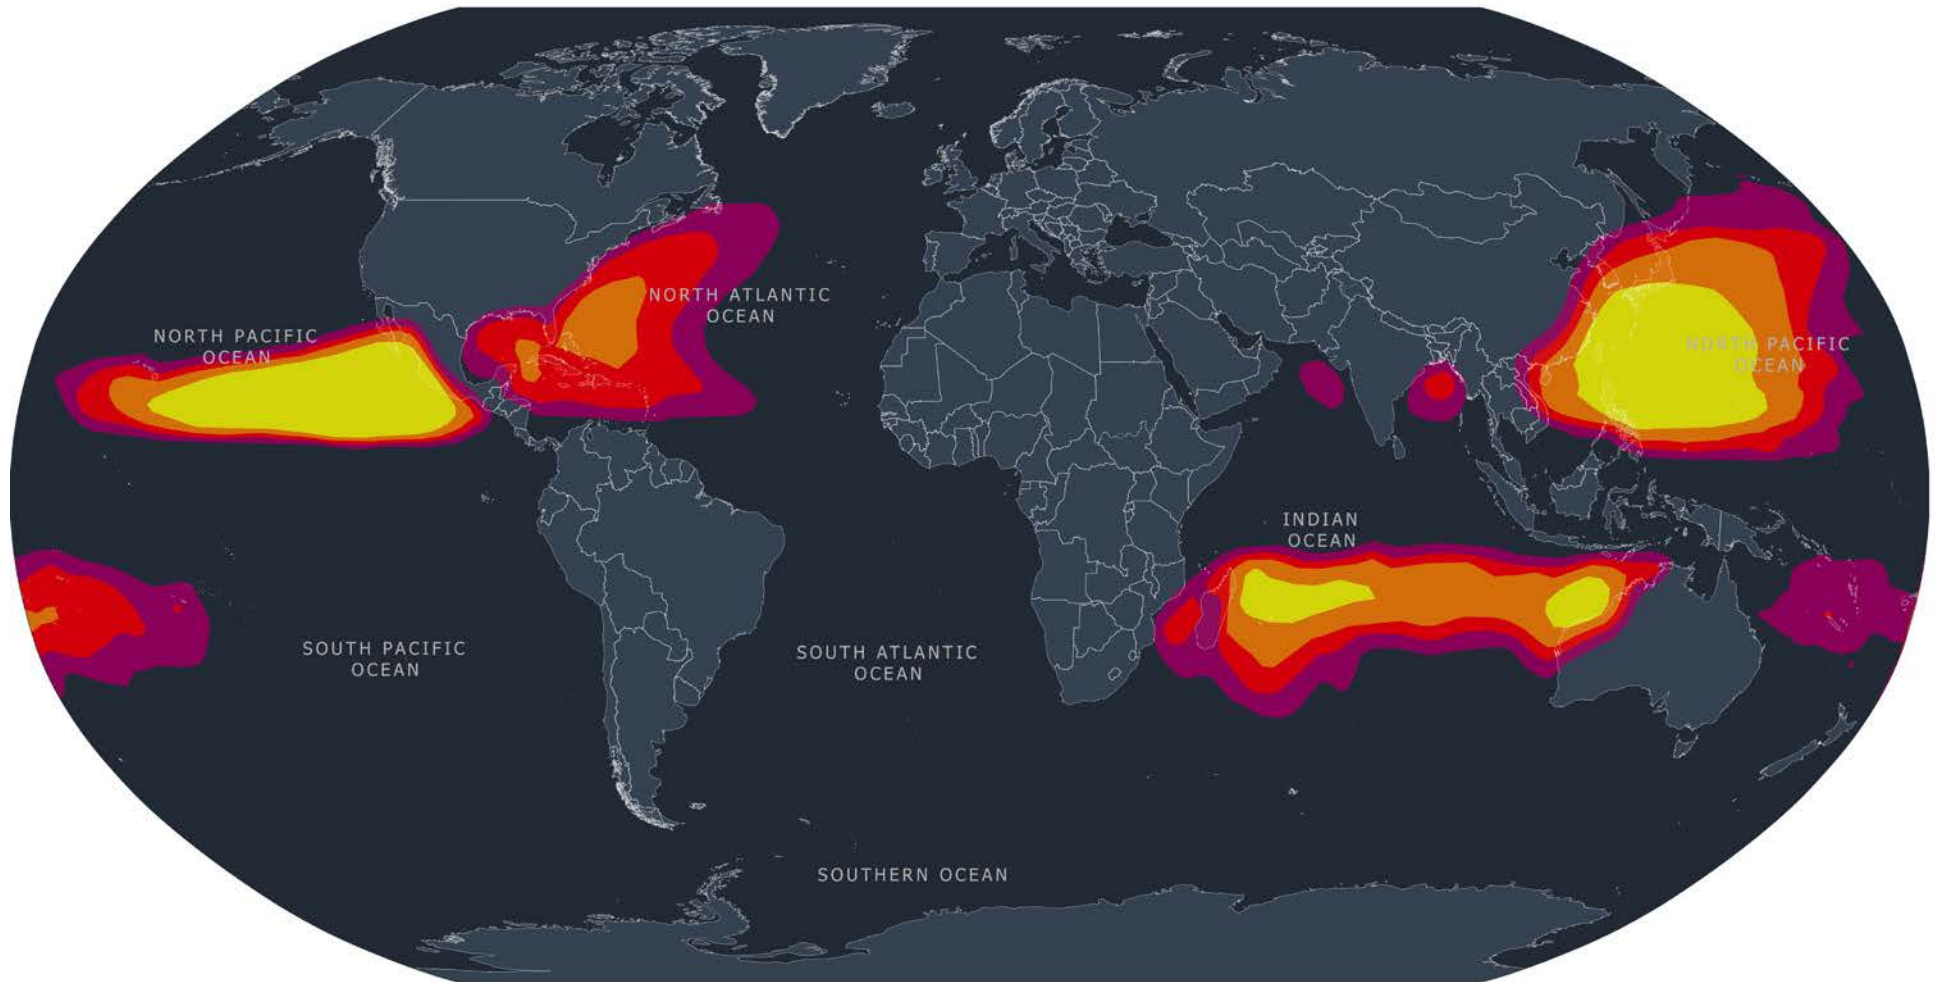 NORTH ATLANTIC
OCEAN
NORTH PACIFIC
OCEAN
NORTH PACIFIC
OCEAN
INDIAN
OCEAN
SOUTH PACIFIC
OCEAN
SOUTH ATLANTIC
OCEAN
SOUTHERN OCEAN